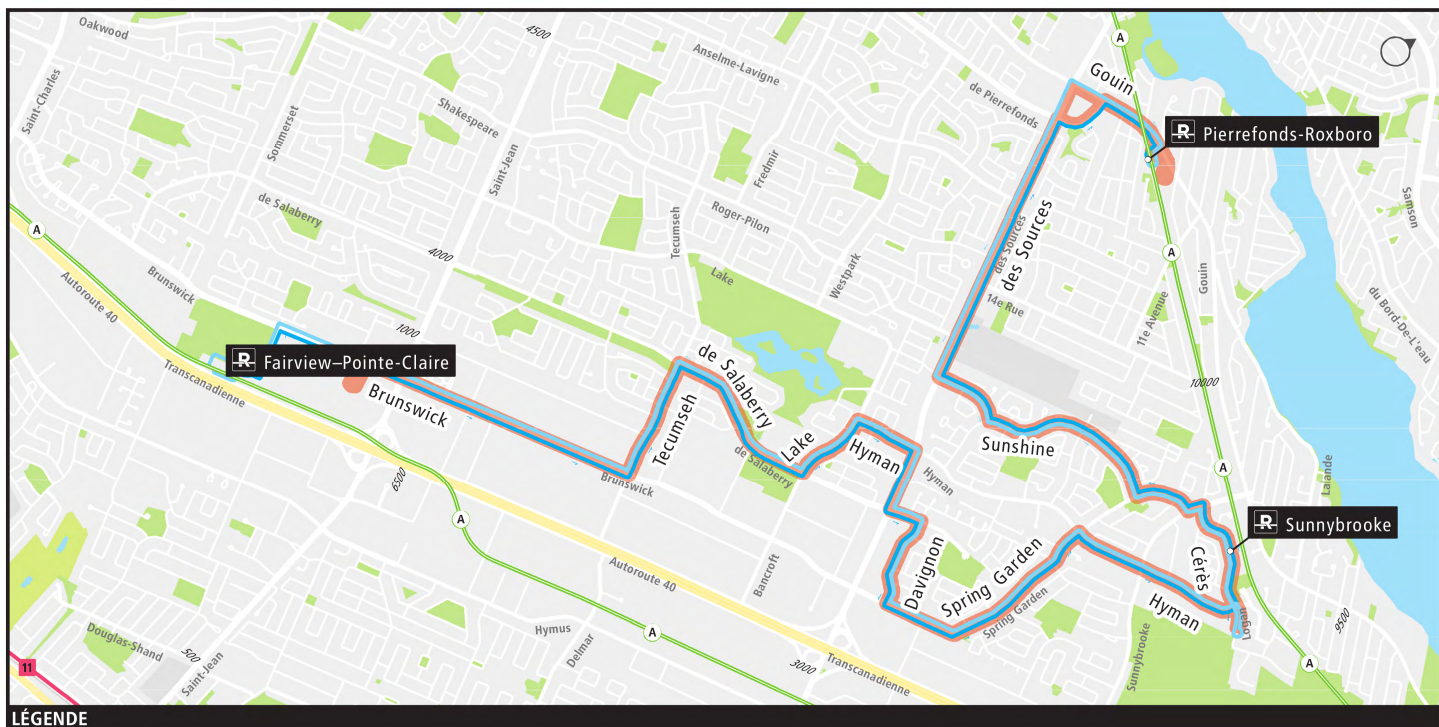 Oakwood
4500
Anselme-Lavigne
A
Gouin
Saint-Charles
Sommerset
Shakespeare
de Pierrefonds
R Pierrefonds-Roxboro
Saint-Jean
Fredmir
de Salaberry
Roger-Pilon
Tecumseh
Samson
A
4000
des Sources
des Sources
A
Brunswick
Lake
Westpark
Gouin
Autoroute 40
14e Rue
11e Avenue
du Bord-De-L'eau
1000
R Fairview–Pointe-Claire
de Salaberry
Transcanadienne
Brunswick
10000
Tecumseh
Lake
Hyman
Sunshine
de Salaberry
Hyman
Lalande
A
6500
Brunswick
A
R Sunnybrooke
Davignon
Spring Garden
Cérès
Autoroute 40
Bancroft
Spring Garden
Hyman
Logan
9500
Hymus
Delmar
A
Douglas-Shand
500
Saint-Jean
3000
Transcanadienne
Sunnybrooke
A
11
LÉGENDE